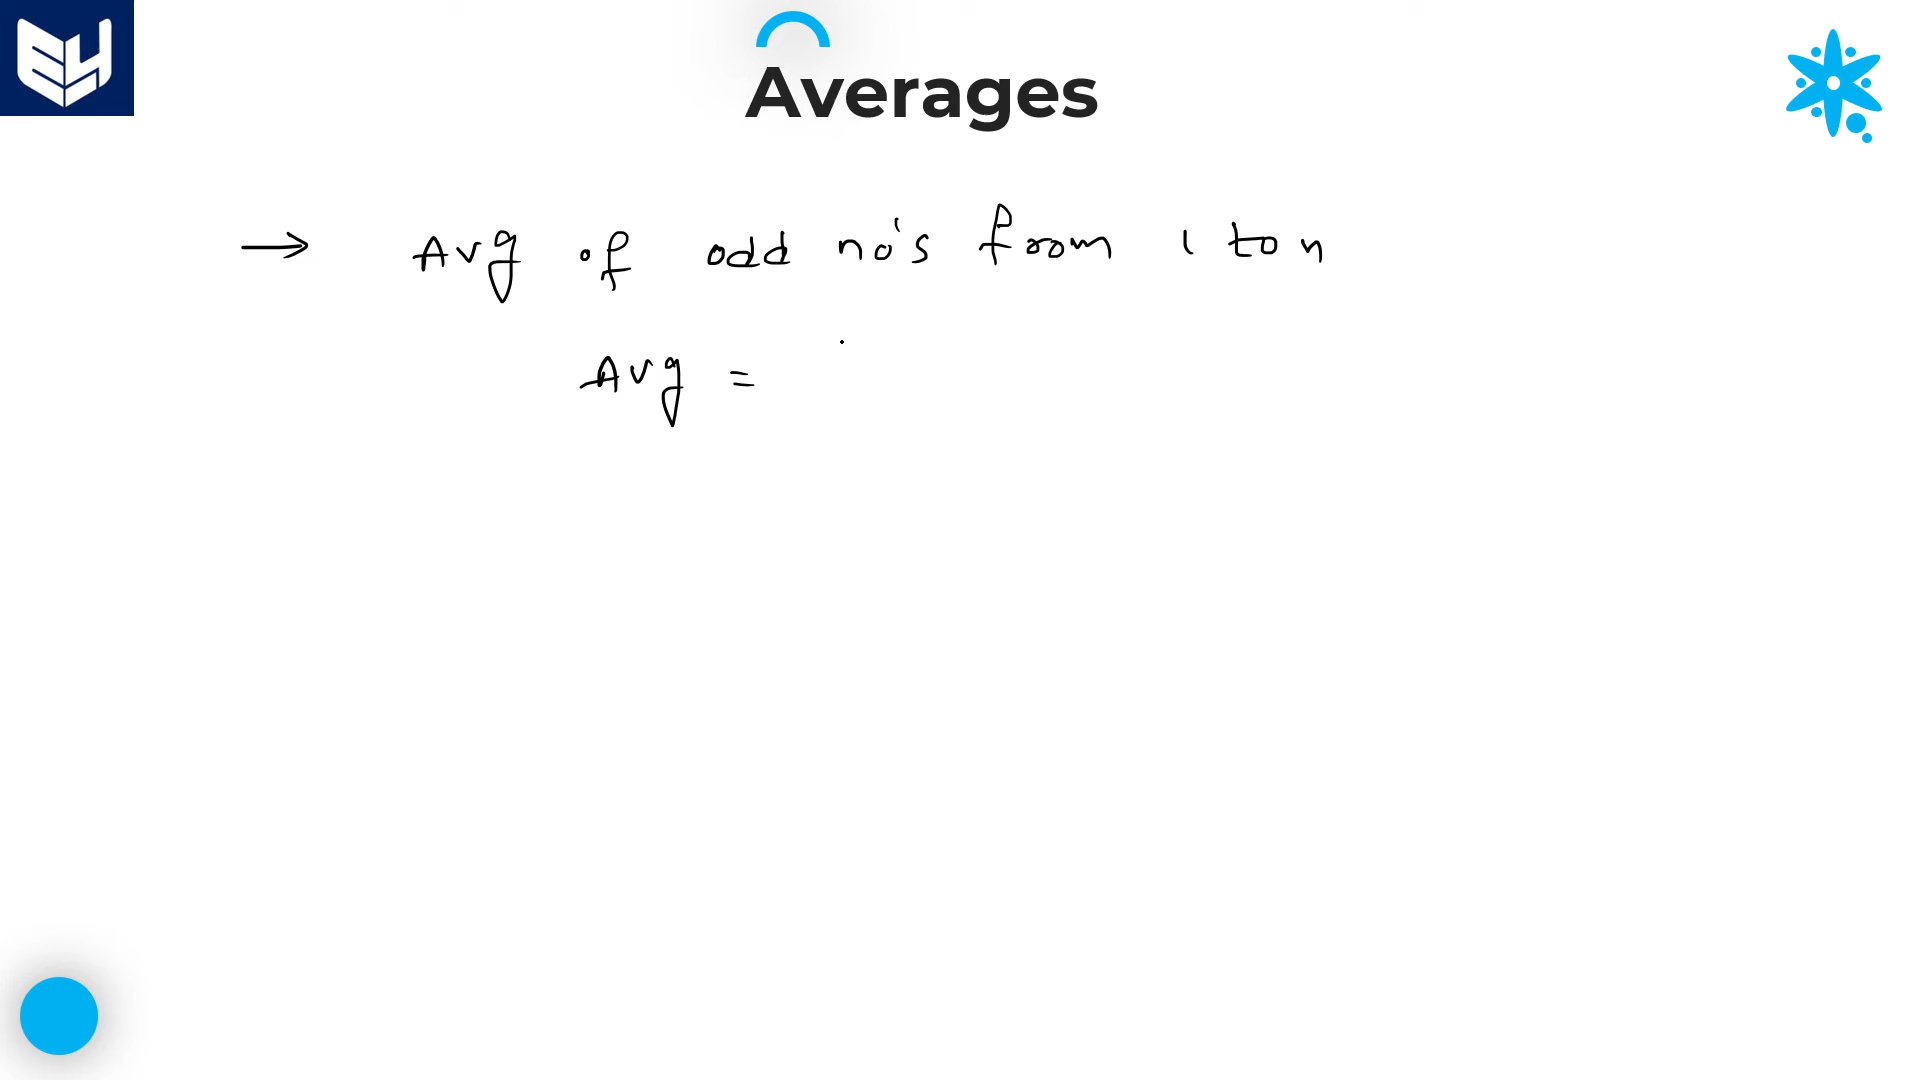 Averages
→ Avg of odd no's from 1 to n
Avg =